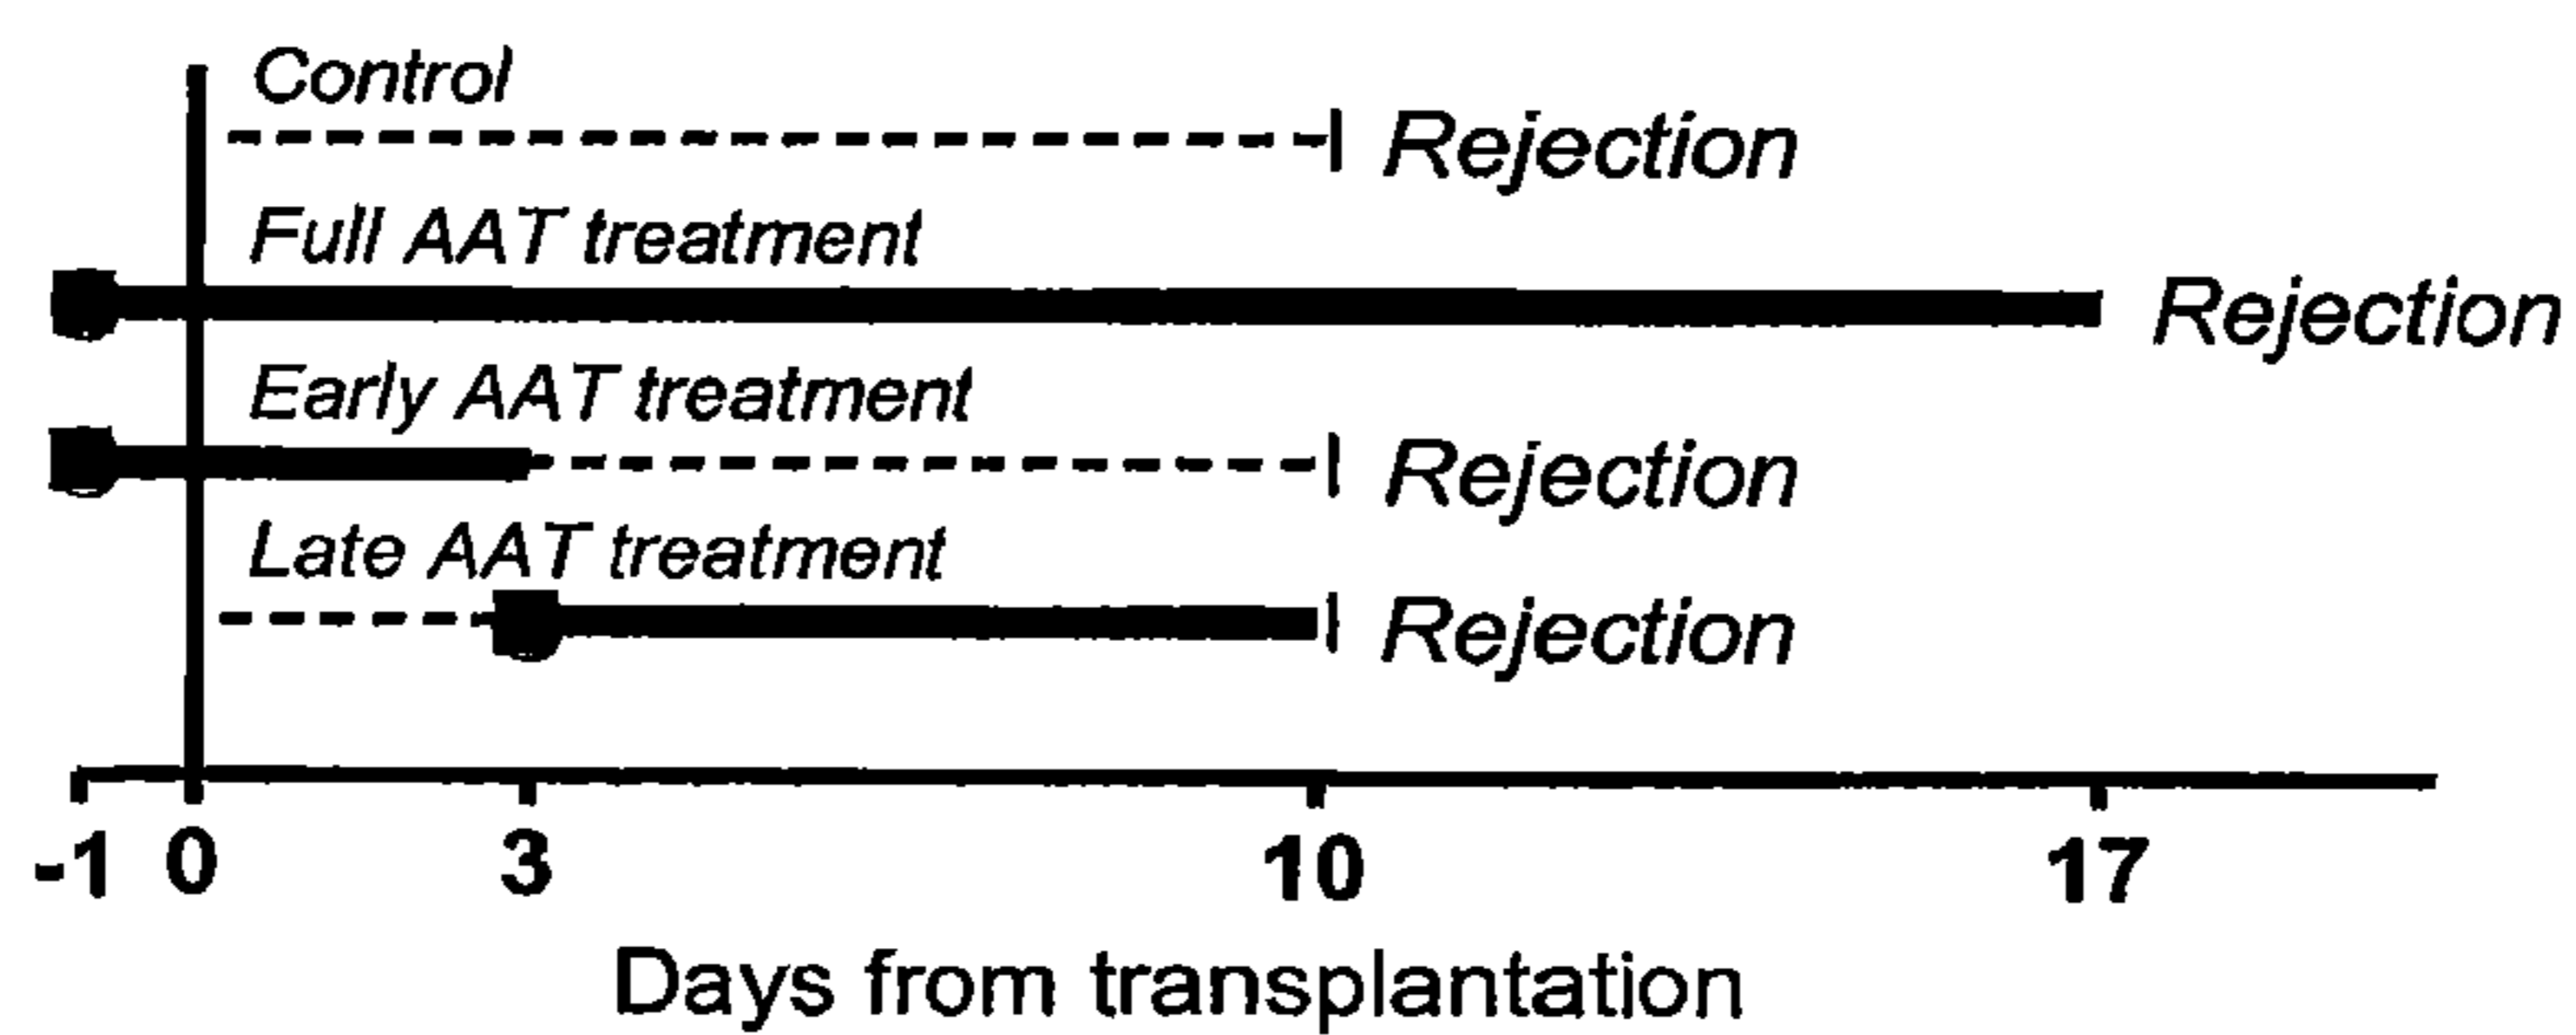 Control
Rejection
Full AAT treatment
Rejection
Early AAT treatment
Rejection
Late AAT treatment
Rejection
-1 0 3 10 17
Days from transplantation